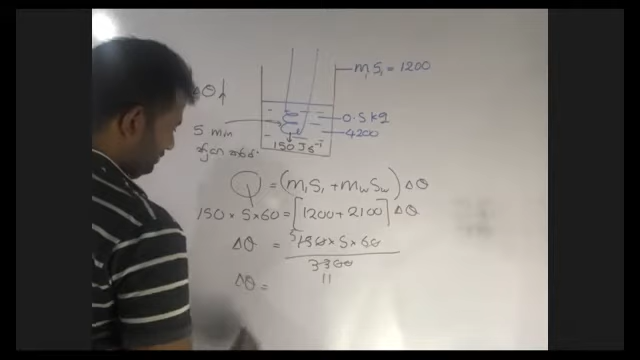 Δθ↑
m₁S₁ = 1200
0.5 kg
4200
150 Js⁻¹
5 min
Q = (m₁S₁ + mwSw) Δθ
150 × 5 × 60 = [1200 + 2100] Δθ
Δθ = 150 × 5 × 60
3300
11
Δθ =